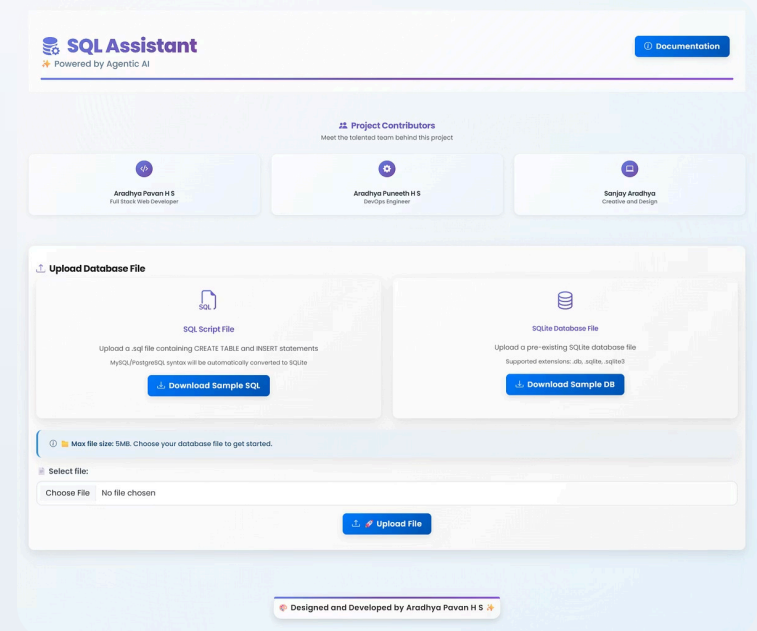 SQL Assistant
✨ Powered by Agentic AI
Documentation
Project Contributors
Meet the talented team behind this project
Aradhya Pavan H S
Full Stack Web Developer
Aradhya Puneeth H S
DevOps Engineer
Sanjay Aradhya
Creative and Design
Upload Database File
SQL
SQL Script File
Upload a .sql file containing CREATE TABLE and INSERT statements
MySQL/PostgreSQL syntax will be automatically converted to SQLite
Download Sample SQL
SQLite Database File
Upload a pre-existing SQLite database file
Supported extensions: .db, .sqlite, .sqlite3
Download Sample DB
Max file size: 5MB. Choose your database file to get started.
Select file:
Choose File No file chosen
🚀 Upload File
Designed and Developed by Aradhya Pavan H S ✨